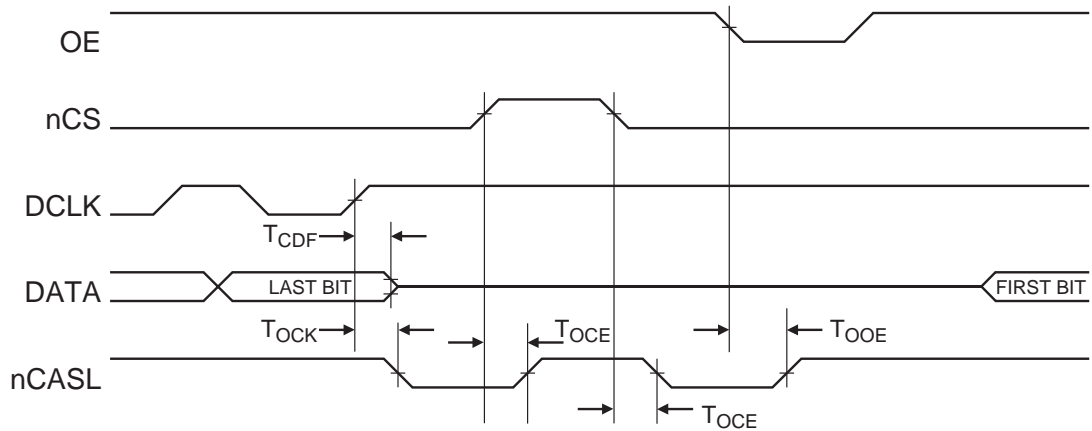 OE
nCS
DCLK
TCDF
DATA
LAST BIT
FIRST BIT
TOCK
TOCE
TOOE
nCASL
TOCE